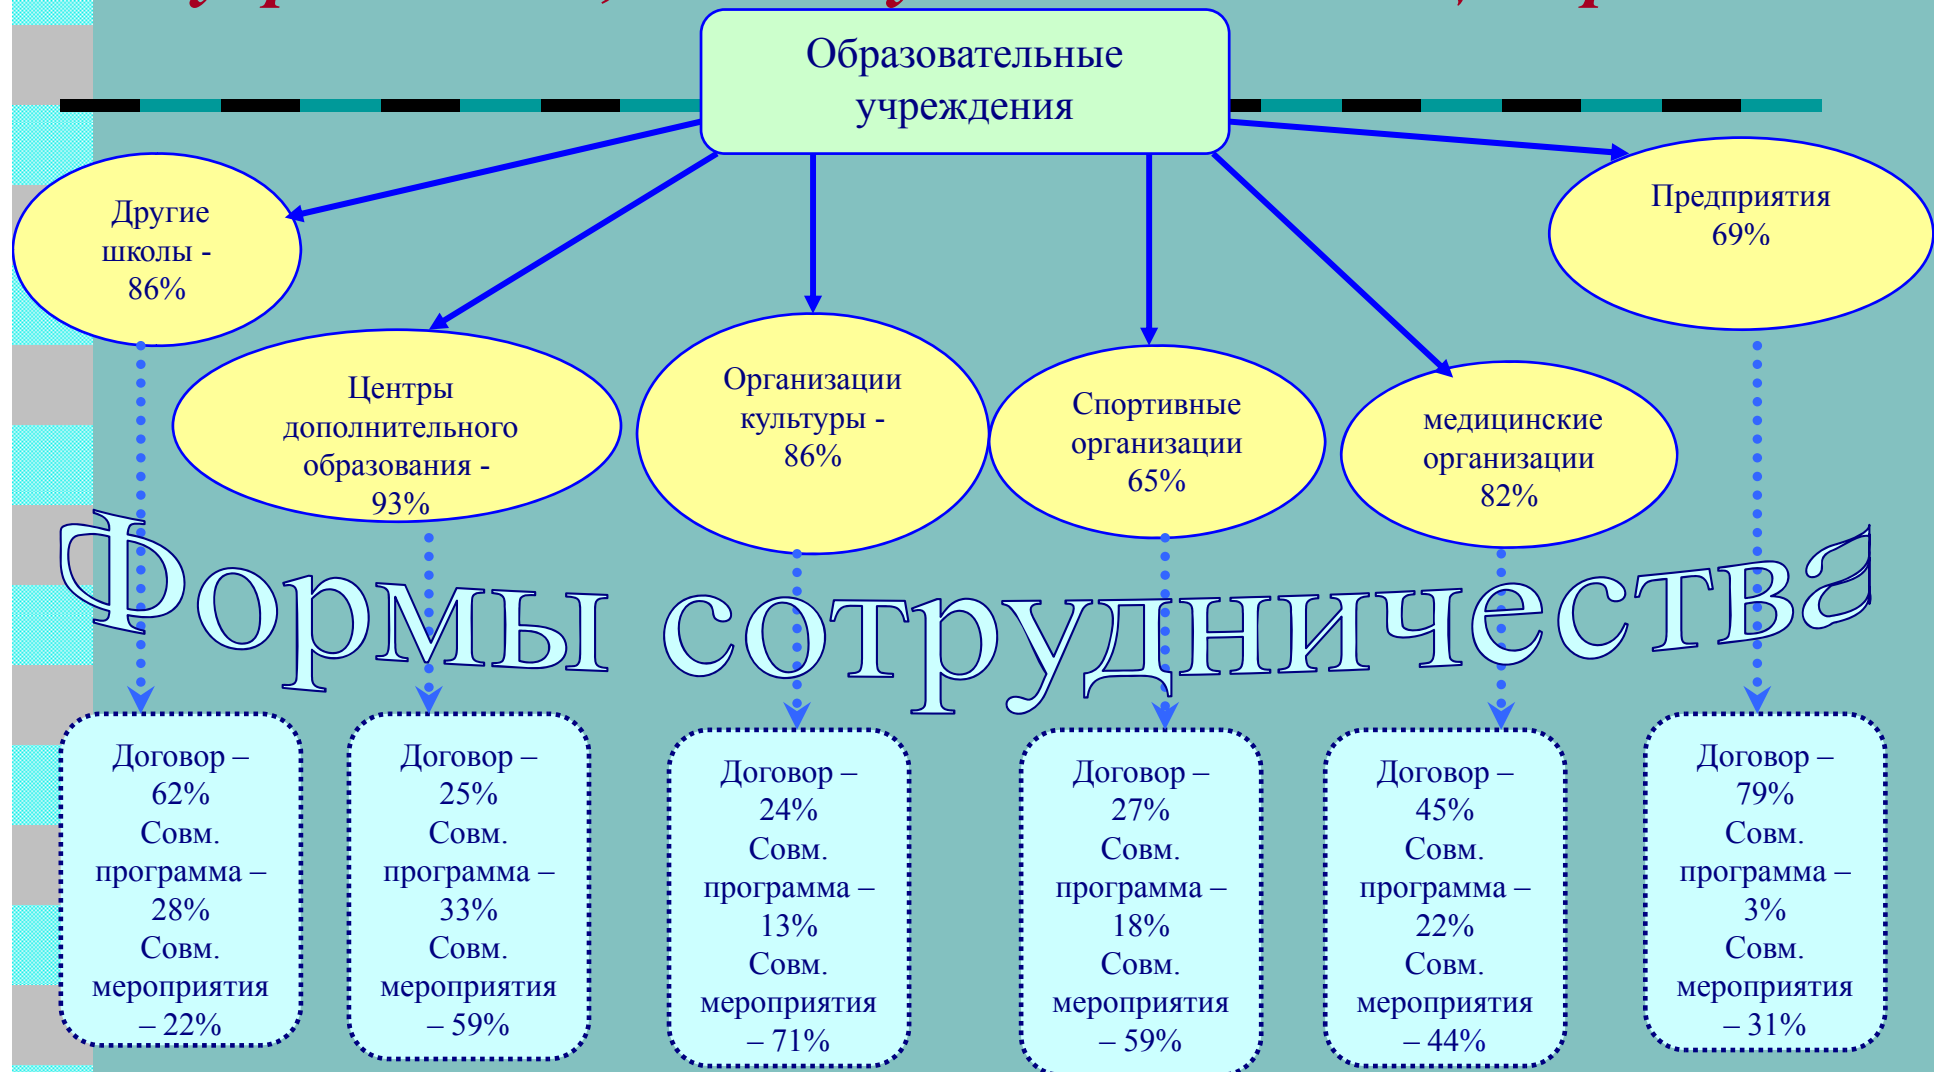 Образовательные
учреждения
Другие
школы -
86%
Центры
дополнительного
образования -
93%
Организации
культуры -
86%
Спортивные
организации
65%
медицинские
организации
82%
Предприятия
69%
Формы сотрудничества
Договор –
62%
Совм.
программа –
28%
Совм.
мероприятия
– 22%
Договор –
25%
Совм.
программа –
33%
Совм.
мероприятия
– 59%
Договор –
24%
Совм.
программа –
13%
Совм.
мероприятия
– 71%
Договор –
27%
Совм.
программа –
18%
Совм.
мероприятия
– 59%
Договор –
45%
Совм.
программа –
22%
Совм.
мероприятия
– 44%
Договор –
79%
Совм.
программа –
3%
Совм.
мероприятия
– 31%